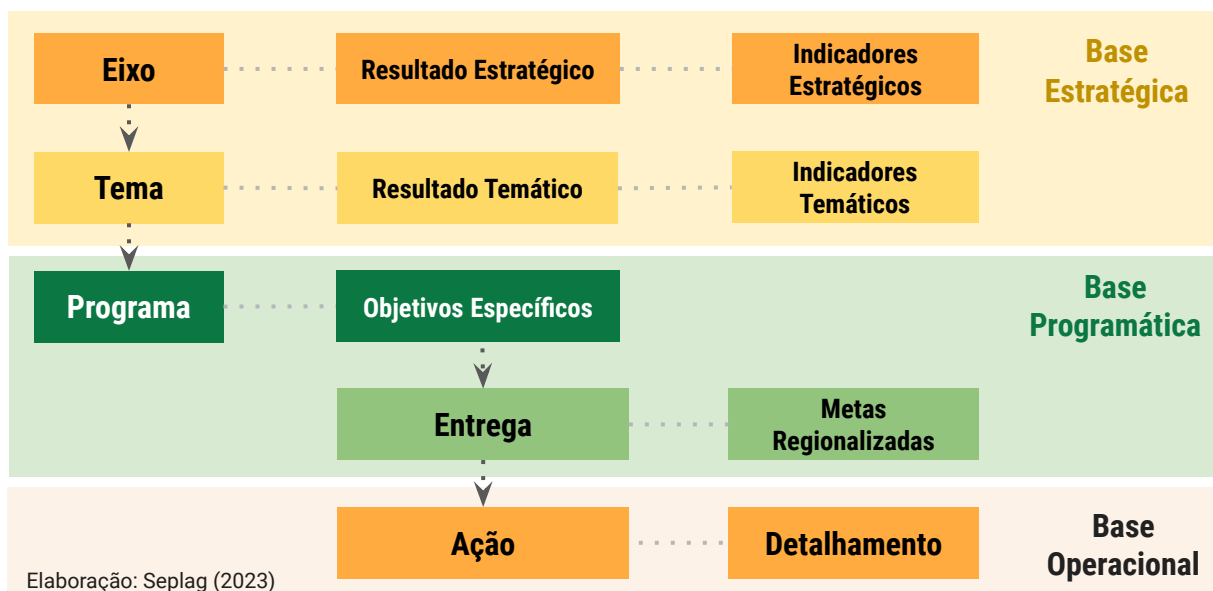 Eixo
Resultado Estratégico
Indicadores
Estratégicos
Base
Estratégica
Tema
Resultado Temático
Indicadores
Temáticos
Programa
Objetivos Específicos
Base
Programática
Entrega
Metas
Regionalizadas
Ação
Detalhamento
Base
Operacional
Elaboração: Seplag (2023)